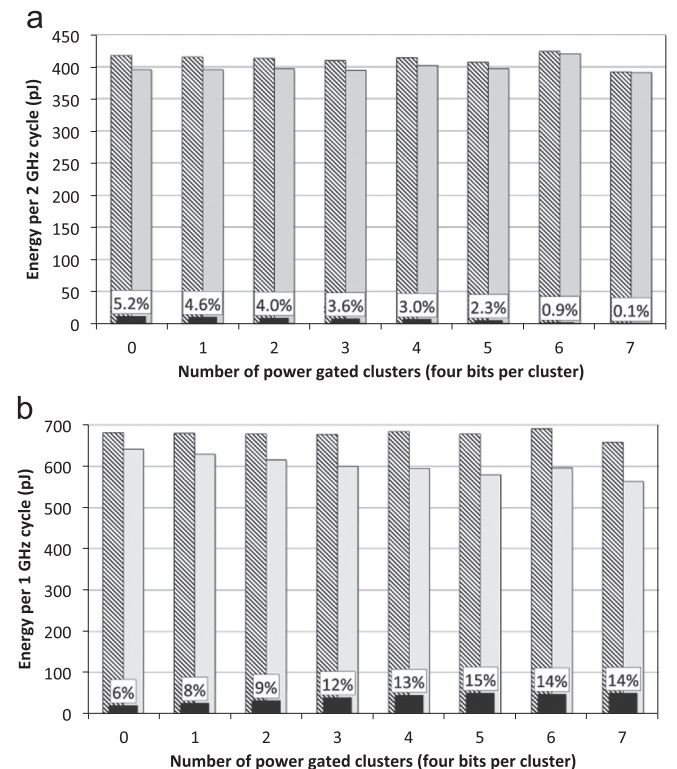 a
Energy per 2 GHz cycle (pJ)
450
400
350
300
250
200
150
100
50
0
5.2% 4.6% 4.0% 3.6% 3.0% 2.3% 0.9% 0.1%
0 1 2 3 4 5 6 7
Number of power gated clusters (four bits per cluster)
b
Energy per 1 GHz cycle (pJ)
700
600
500
400
300
200
100
0
6% 8% 9% 12% 13% 15% 14% 14%
0 1 2 3 4 5 6 7
Number of power gated clusters (four bits per cluster)